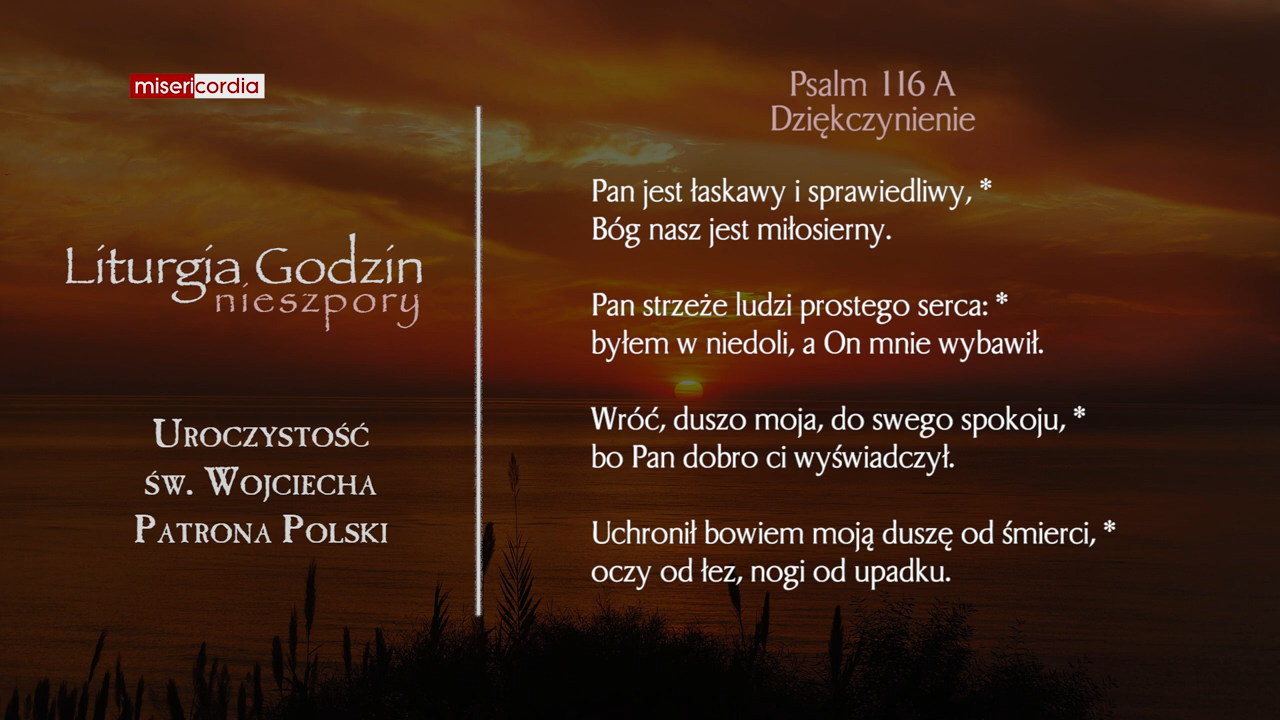 misericordia
Liturgia Godzin
nieszpory
Uroczystość
św. Wojciecha
Patrona Polski
Psalm 116 A
Dziękczynienie
Pan jest łaskawy i sprawiedliwy, *
Bóg nasz jest miłosierny.
Pan strzeże ludzi prostego serca: *
byłem w niedoli, a On mnie wybawił.
Wróć, duszo moja, do swego spokoju, *
bo Pan dobro ci wyświadczył.
Uchronił bowiem moją duszę od śmierci, *
oczy od łez, nogi od upadku.